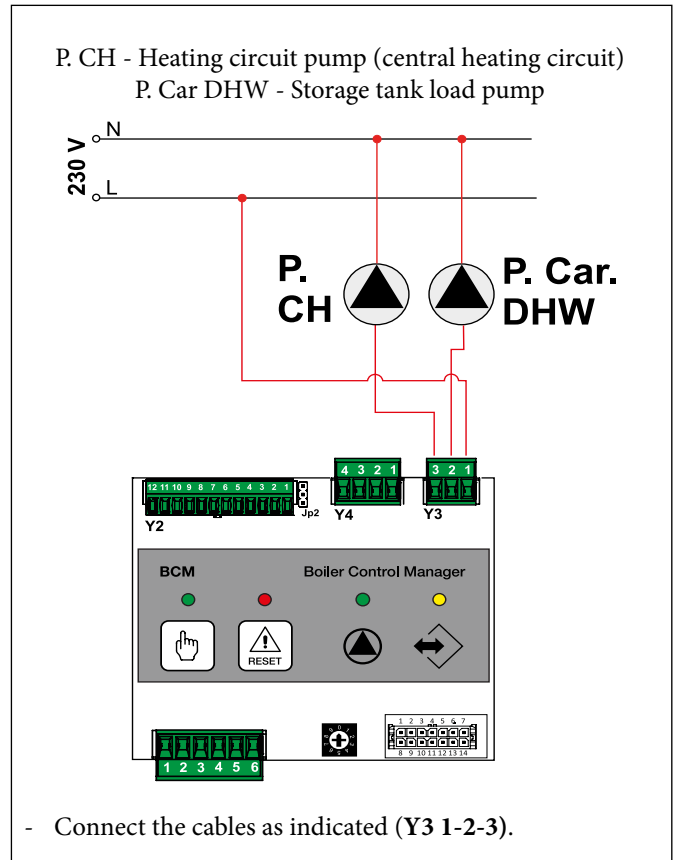 P. CH - Heating circuit pump (central heating circuit)
P. Car DHW - Storage tank load pump
230 V
N
L
P. CH
P. Car. DHW
4 3 2 1
3 2 1
12 11 10 9 8 7 6 5 4 3 2 1
Jp2
Y2
Y4
Y3
BCM
Boiler Control Manager
RESET
1 2 3 4 5 6 7
8 9 10 11 12 13 14
1 2 3 4 5 6
- Connect the cables as indicated (Y3 1-2-3).